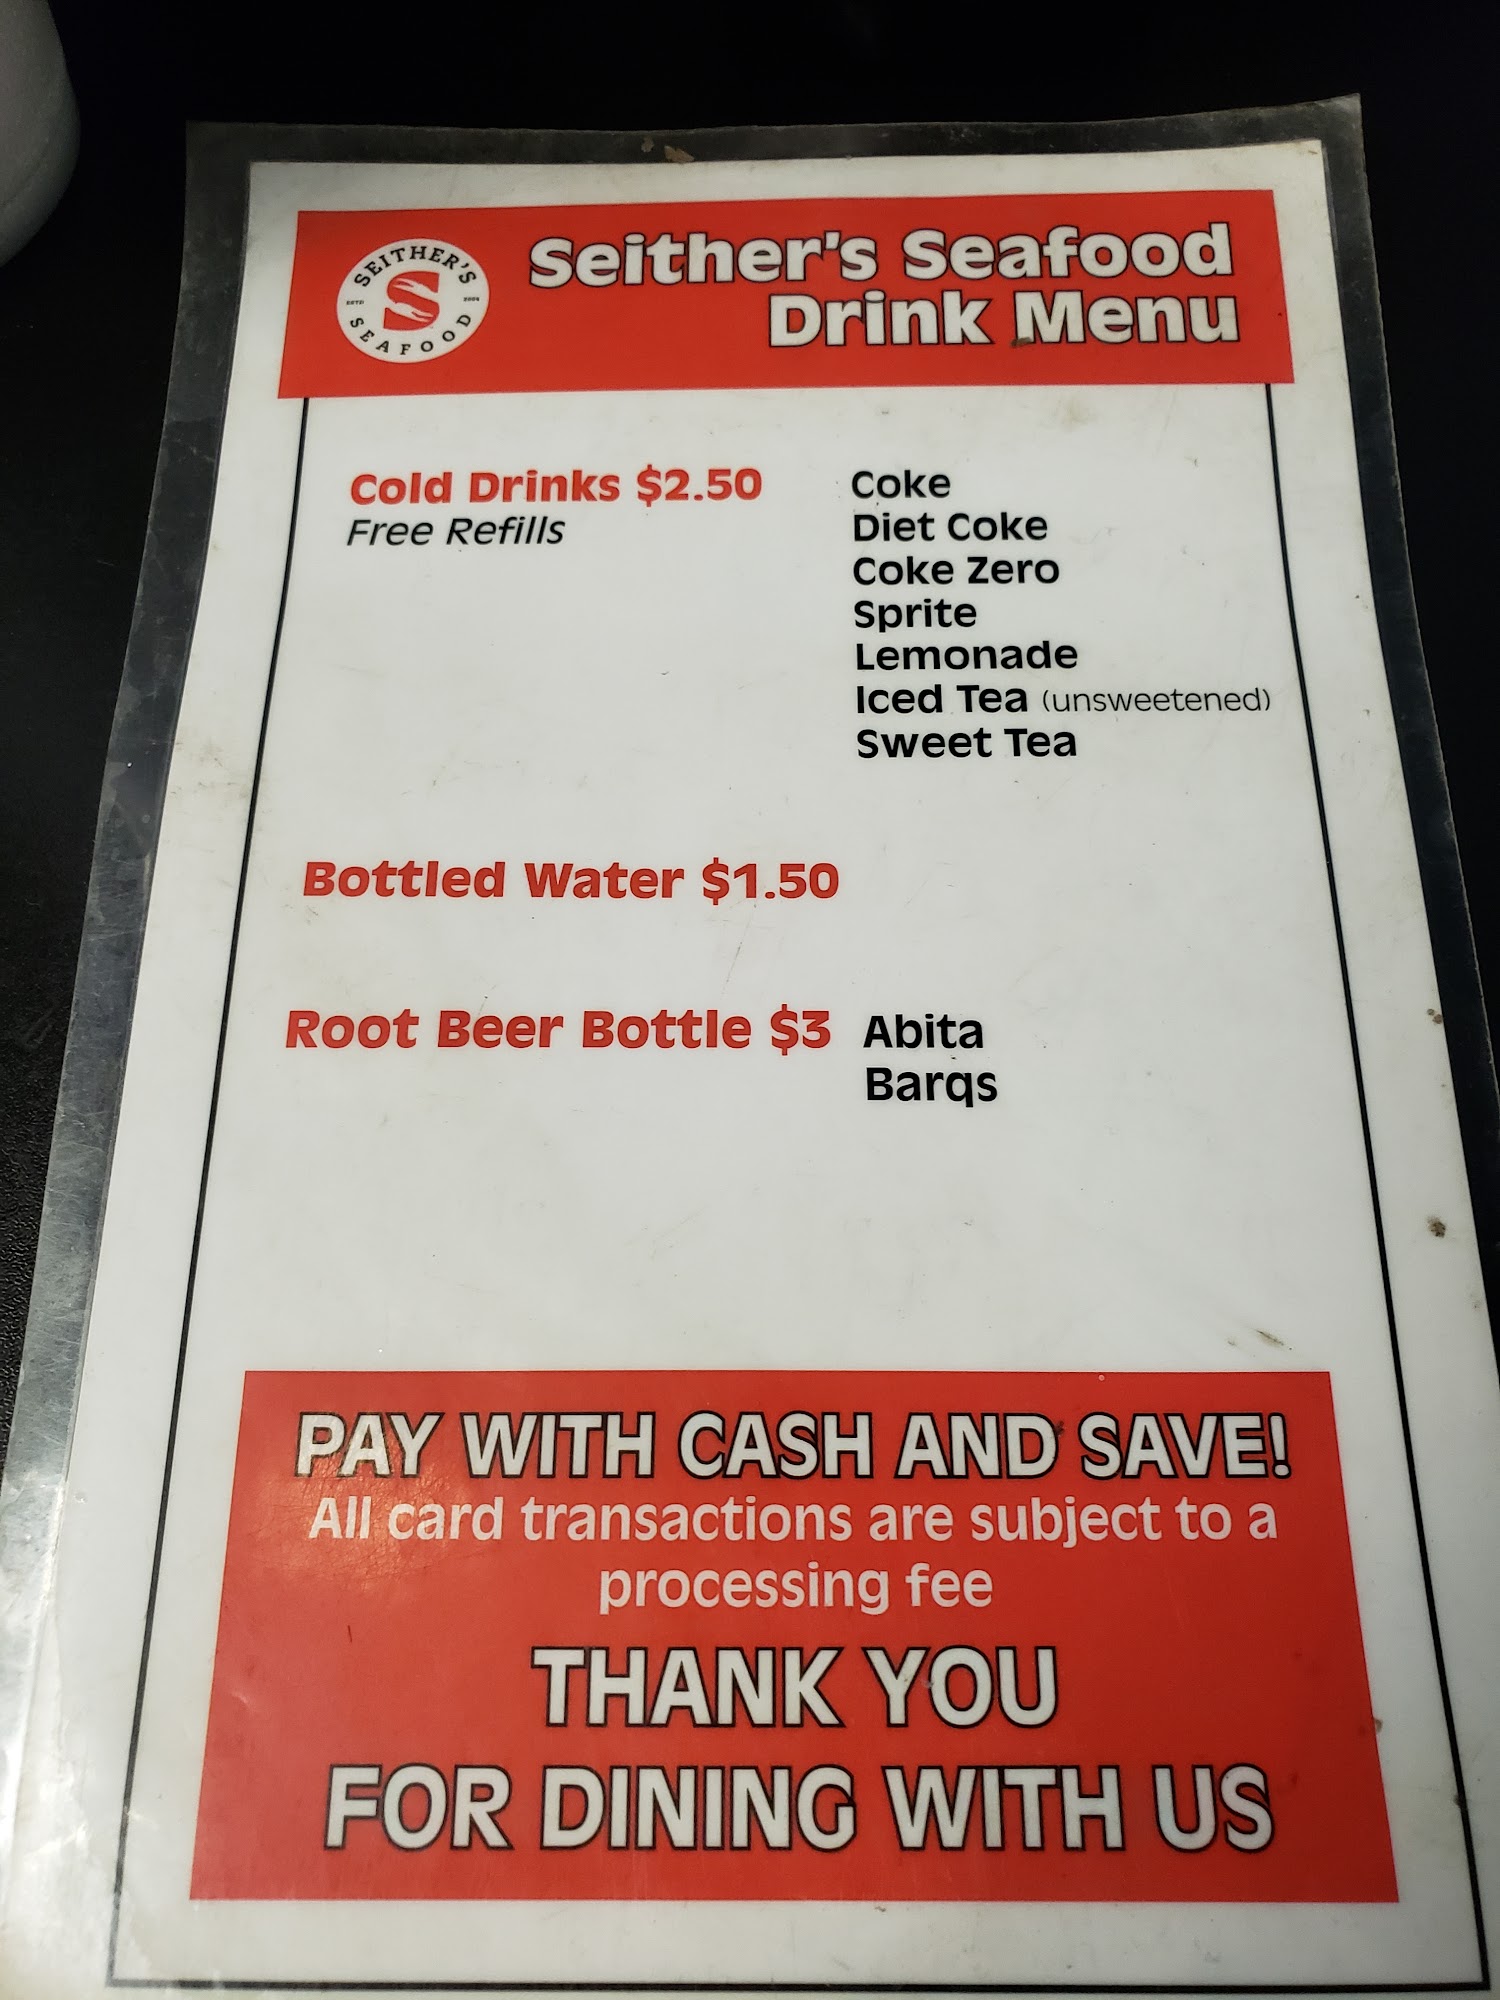 SEITHER'S
ESTD 2004
SEAFOOD
Seither's Seafood
Drink Menu
Cold Drinks $2.50
Free Refills
Coke
Diet Coke
Coke Zero
Sprite
Lemonade
Iced Tea (unsweetened)
Sweet Tea
Bottled Water $1.50
Root Beer Bottle $3
Abita
Barqs
PAY WITH CASH AND SAVE!
All card transactions are subject to a
processing fee
THANK YOU
FOR DINING WITH US